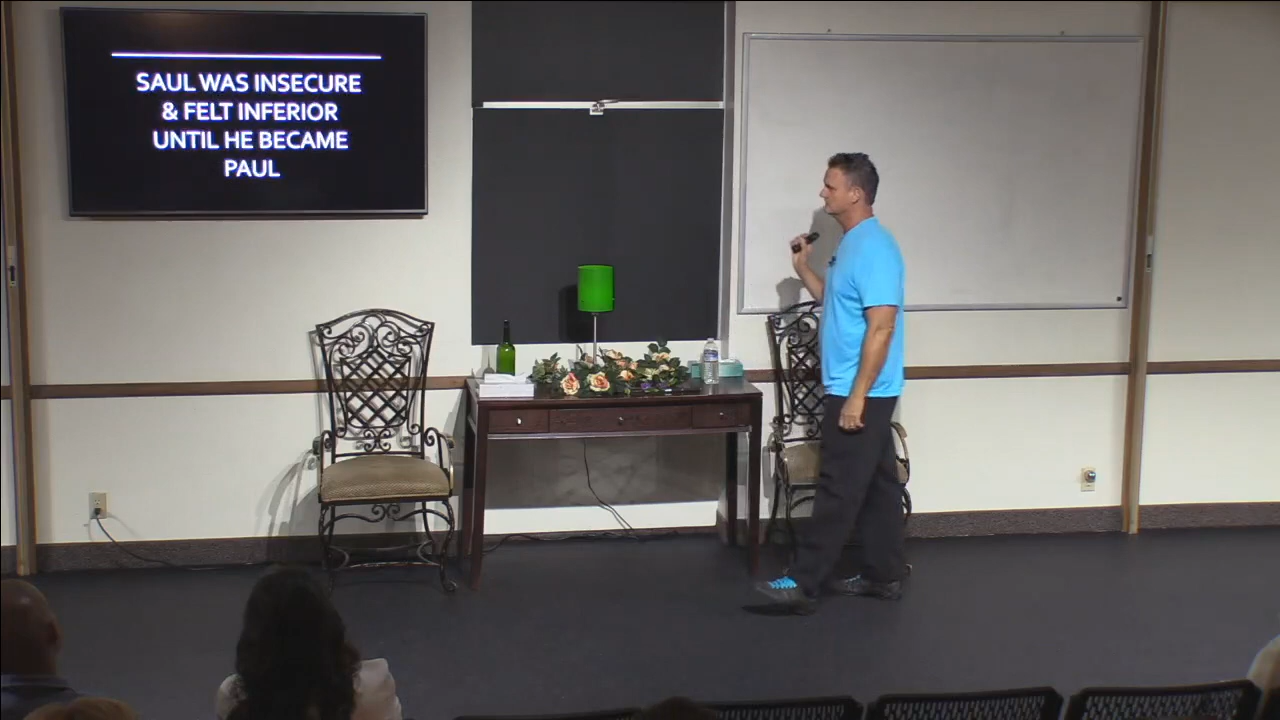 SAUL WAS INSECURE
& FELT INFERIOR
UNTIL HE BECAME
PAUL